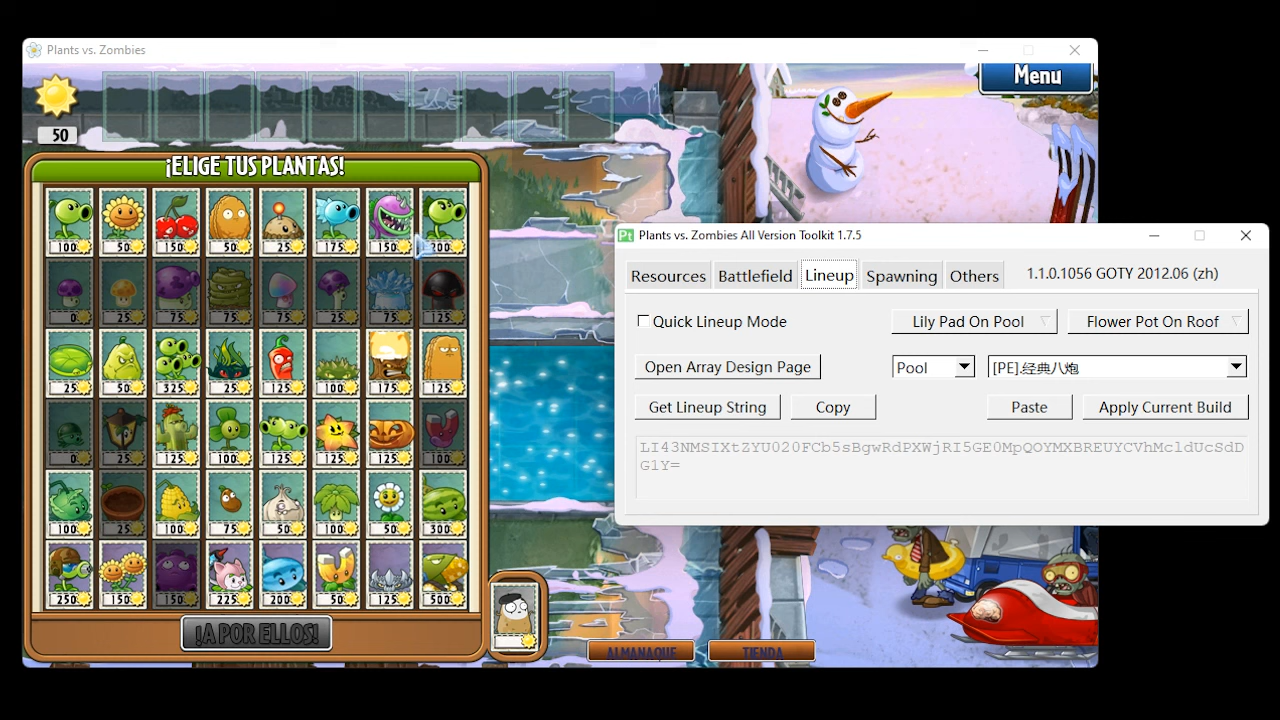 Plants vs. Zombies
Menu
50
¡ELIGE TUS PLANTAS!
100 50 150 50 25 175 150 200
0 25 75 75 75 25 75 125
25 50 325 25 125 100 175 125
0 25 125 100 125 125 125 100
100 25 100 75 50 100 50 300
250 150 150 225 200 50 125 500
¡A POR ELLOS!
ALMANAQUE
TIENDA
Plants vs. Zombies All Version Toolkit 1.7.5
Resources Battlefield Lineup Spawning Others 1.1.0.1056 GOTY 2012.06 (zh)
Quick Lineup Mode Lily Pad On Pool Flower Pot On Roof
Open Array Design Page Pool [PE].经典八炮
Get Lineup String Copy Paste Apply Current Build
LI43NMSIXtZYU020FCb5sBgwRdPXWjRI5GE0MpQOYMXBREUYCVhMcldUcSdD
G1Y=